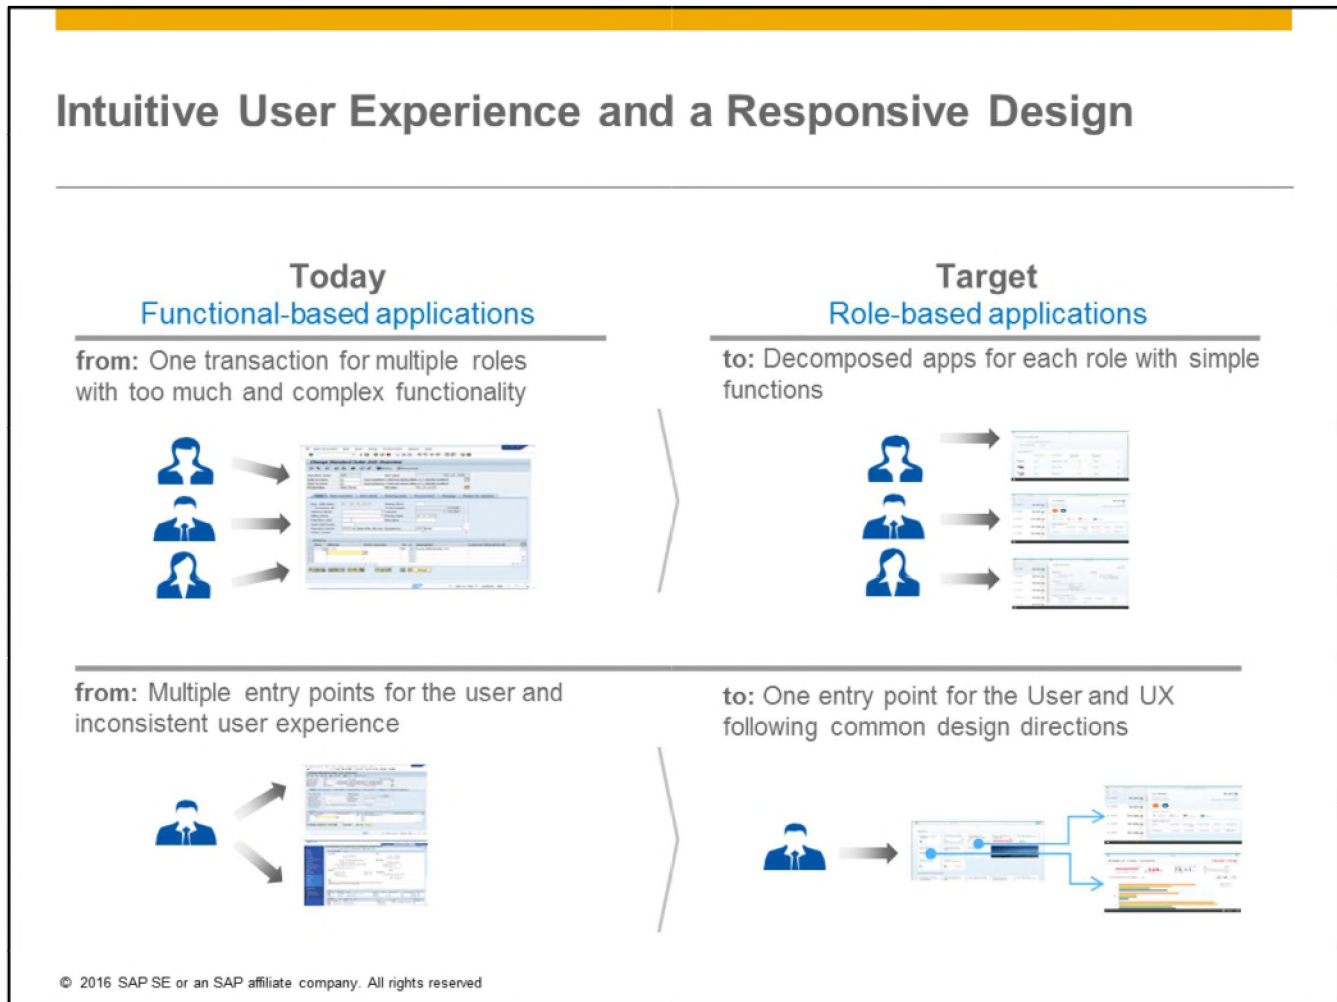 Intuitive User Experience and a Responsive Design
Today
Functional-based applications
from: One transaction for multiple roles
with too much and complex functionality
Target
Role-based applications
to: Decomposed apps for each role with simple
functions
from: Multiple entry points for the user and
inconsistent user experience
to: One entry point for the User and UX
following common design directions
© 2016 SAP SE or an SAP affiliate company. All rights reserved